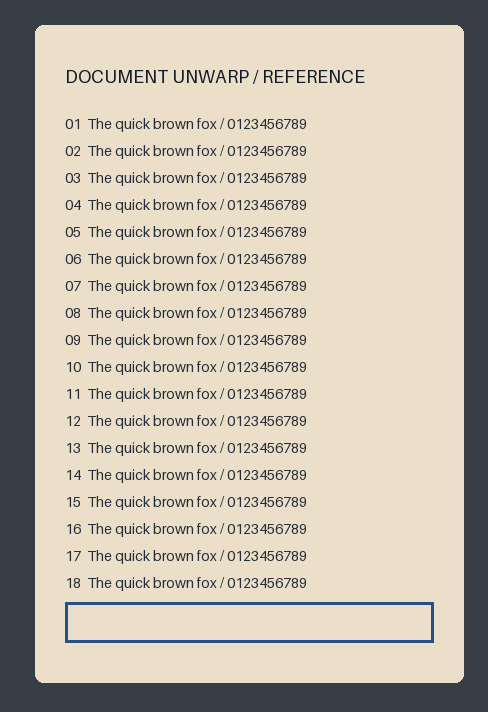 DOCUMENT UNWARP / REFERENCE
01 The quick brown fox / 0123456789
02 The quick brown fox / 0123456789
03 The quick brown fox / 0123456789
04 The quick brown fox / 0123456789
05 The quick brown fox / 0123456789
06 The quick brown fox / 0123456789
07 The quick brown fox / 0123456789
08 The quick brown fox / 0123456789
09 The quick brown fox / 0123456789
10 The quick brown fox / 0123456789
11 The quick brown fox / 0123456789
12 The quick brown fox / 0123456789
13 The quick brown fox / 0123456789
14 The quick brown fox / 0123456789
15 The quick brown fox / 0123456789
16 The quick brown fox / 0123456789
17 The quick brown fox / 0123456789
18 The quick brown fox / 0123456789